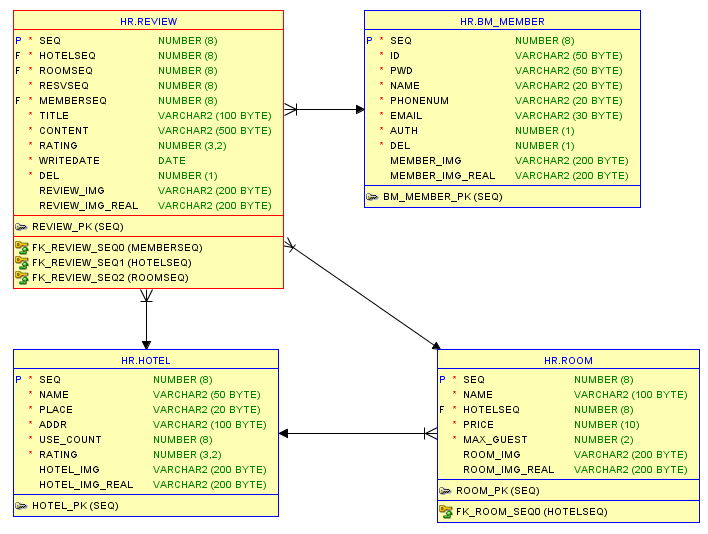 HR.REVIEW
P * SEQ NUMBER (8)
F * HOTELSEQ NUMBER (8)
F * ROOMSEQ NUMBER (8)
* RESVSEQ NUMBER (8)
F * MEMBERSEQ NUMBER (8)
* TITLE VARCHAR2 (100 BYTE)
* CONTENT VARCHAR2 (500 BYTE)
* RATING NUMBER (3,2)
* WRITEDATE DATE
* DEL NUMBER (1)
REVIEW_IMG VARCHAR2 (200 BYTE)
REVIEW_IMG_REAL VARCHAR2 (200 BYTE)
REVIEW_PK (SEQ)
FK_REVIEW_SEQ0 (MEMBERSEQ)
FK_REVIEW_SEQ1 (HOTELSEQ)
FK_REVIEW_SEQ2 (ROOMSEQ)
HR.BM_MEMBER
P * SEQ NUMBER (8)
* ID VARCHAR2 (50 BYTE)
* PWD VARCHAR2 (50 BYTE)
* NAME VARCHAR2 (20 BYTE)
* PHONENUM VARCHAR2 (20 BYTE)
* EMAIL VARCHAR2 (30 BYTE)
* AUTH NUMBER (1)
* DEL NUMBER (1)
MEMBER_IMG VARCHAR2 (200 BYTE)
MEMBER_IMG_REAL VARCHAR2 (200 BYTE)
BM_MEMBER_PK (SEQ)
HR.HOTEL
P * SEQ NUMBER (8)
* NAME VARCHAR2 (50 BYTE)
* PLACE VARCHAR2 (20 BYTE)
* ADDR VARCHAR2 (100 BYTE)
* USE_COUNT NUMBER (8)
* RATING NUMBER (3,2)
HOTEL_IMG VARCHAR2 (200 BYTE)
HOTEL_IMG_REAL VARCHAR2 (200 BYTE)
HOTEL_PK (SEQ)
HR.ROOM
P * SEQ NUMBER (8)
* NAME VARCHAR2 (100 BYTE)
F * HOTELSEQ NUMBER (8)
* PRICE NUMBER (10)
* MAX_GUEST NUMBER (2)
ROOM_IMG VARCHAR2 (200 BYTE)
ROOM_IMG_REAL VARCHAR2 (200 BYTE)
ROOM_PK (SEQ)
FK_ROOM_SEQ0 (HOTELSEQ)